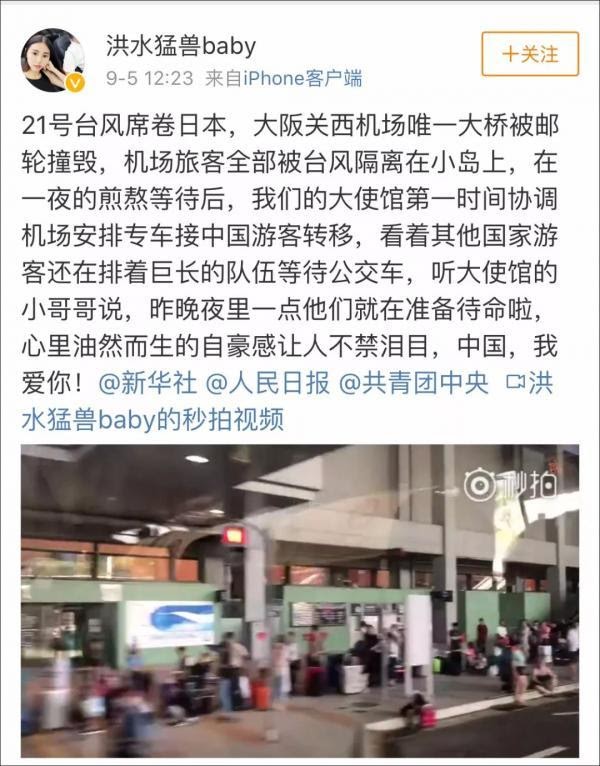 洪水猛兽baby
+关注
9-5 12:23 来自iPhone客户端
21号台风席卷日本，大阪关西机场唯一大桥被邮
轮撞毁，机场旅客全部被台风隔离在小岛上，在
一夜的煎熬等待后，我们的大使馆第一时间协调
机场安排专车接中国游客转移，看着其他国家游
客还在排着巨长的队伍等待公交车，听大使馆的
小哥哥说，昨晚夜里一点他们就在准备待命啦，
心里油然而生的自豪感让人不禁泪目，中国，我
爱你！@新华社 @人民日报 @共青团中央 洪
水猛兽baby的秒拍视频
秒拍